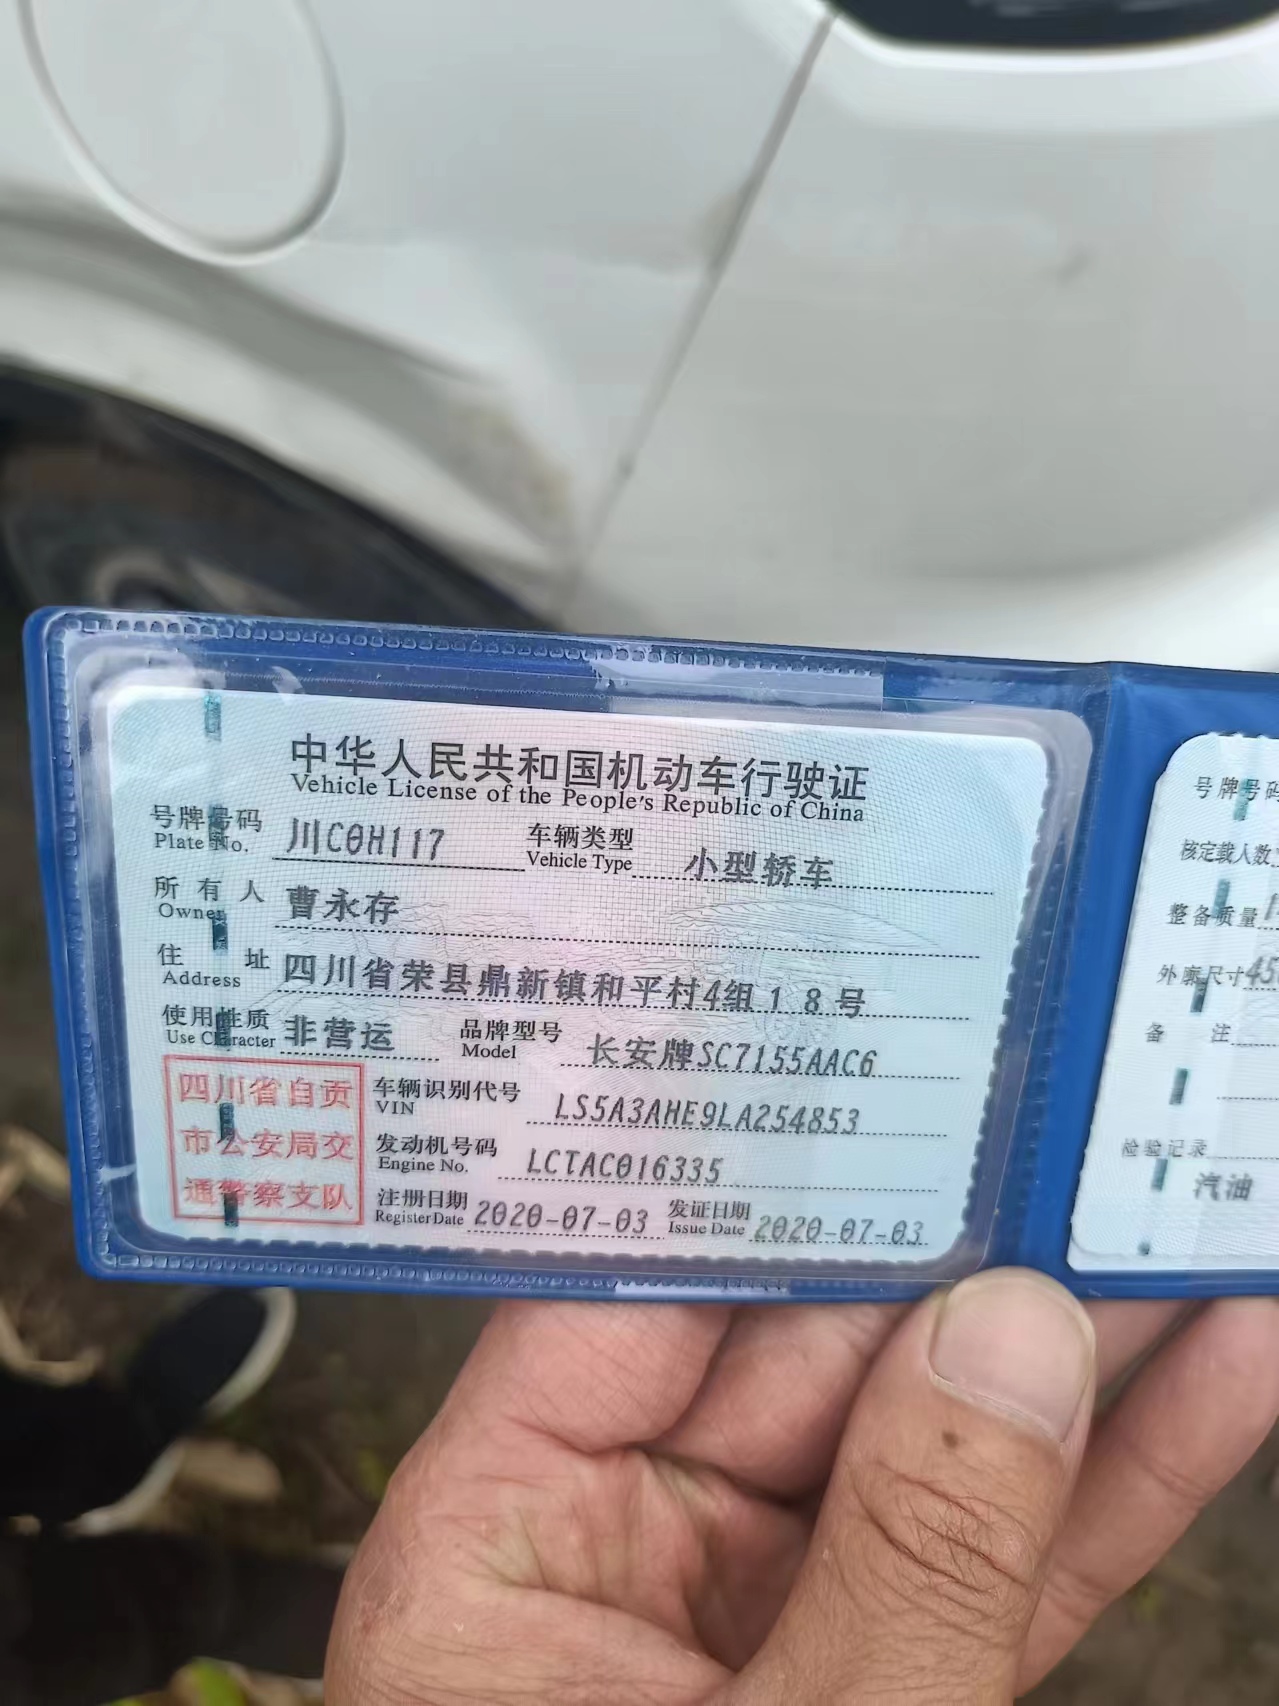 中华人民共和国机动车行驶证
Vehicle License of the People's Republic of China
号牌号码 川C0H117 车辆类型 小型轿车
Plate No. Vehicle Type
所有人 曹永存
Owner
住址 四川省荣县鼎新镇和平村4组18号
Address
使用性质 非营运 品牌型号 长安牌SC7155AAC6
Use Character Model
四川省自贡
市公安局交
通警察支队
车辆识别代号 LS5A3AHE9LA254853
VIN
发动机号码 LCTAC016335
Engine No.
注册日期 2020-07-03 发证日期 2020-07-03
Register Date Issue Date
号牌号码
核定载人数
整备质量
外廓尺寸 45
备注
检验记录
汽油